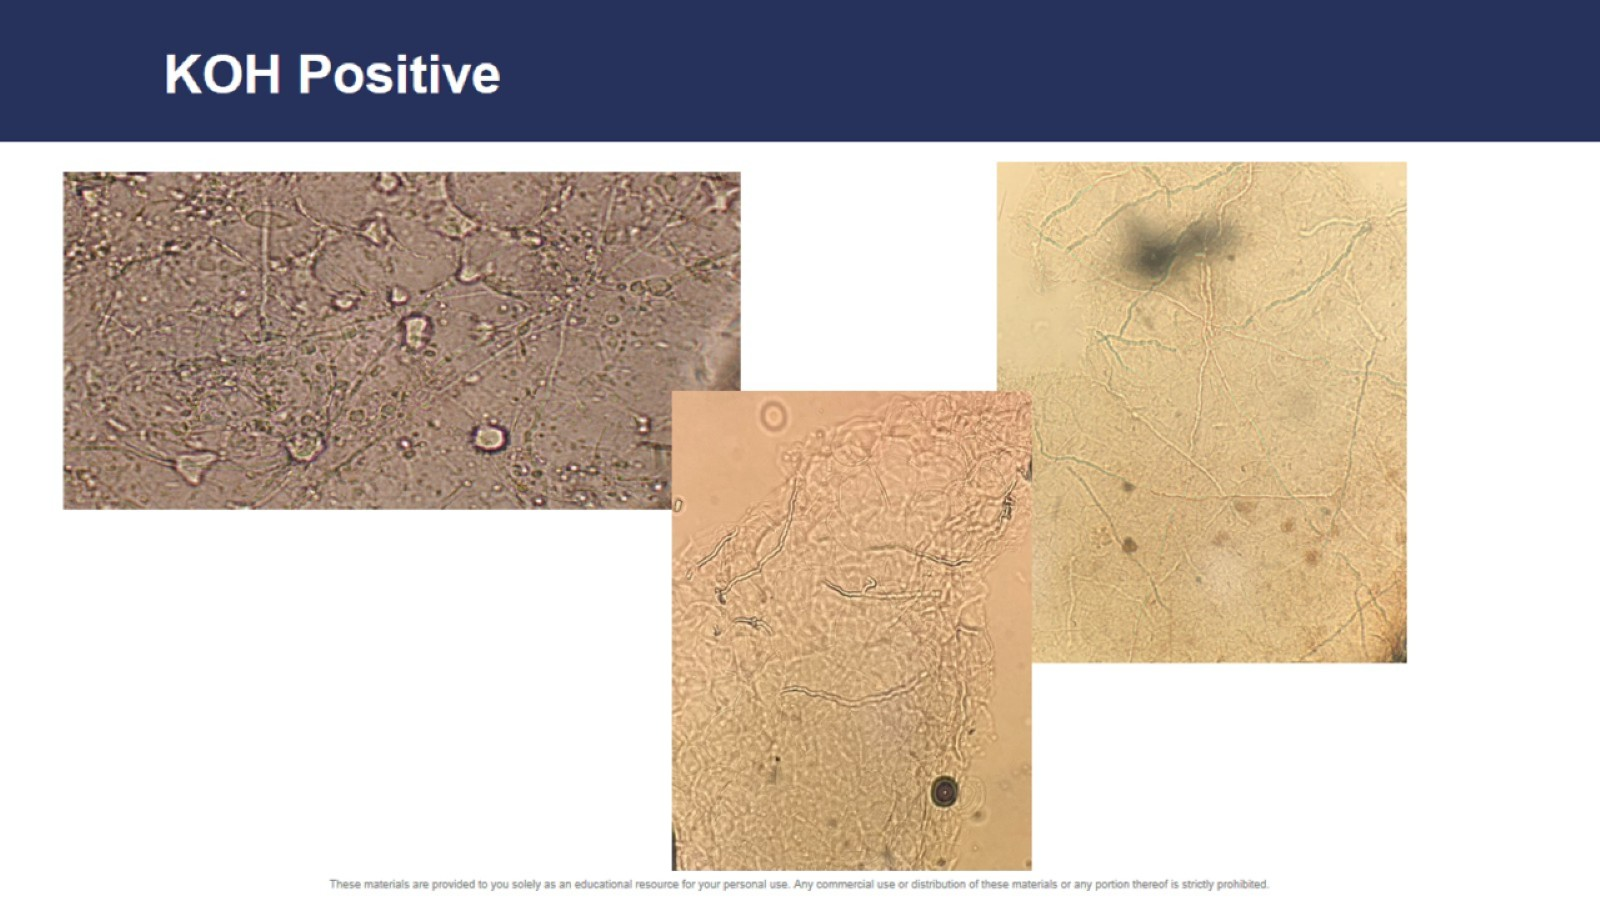 KOH Positive
These materials are provided to you solely as an educational resource for your personal use. Any commercial use or distribution of these materials or any portion thereof is strictly prohibited.